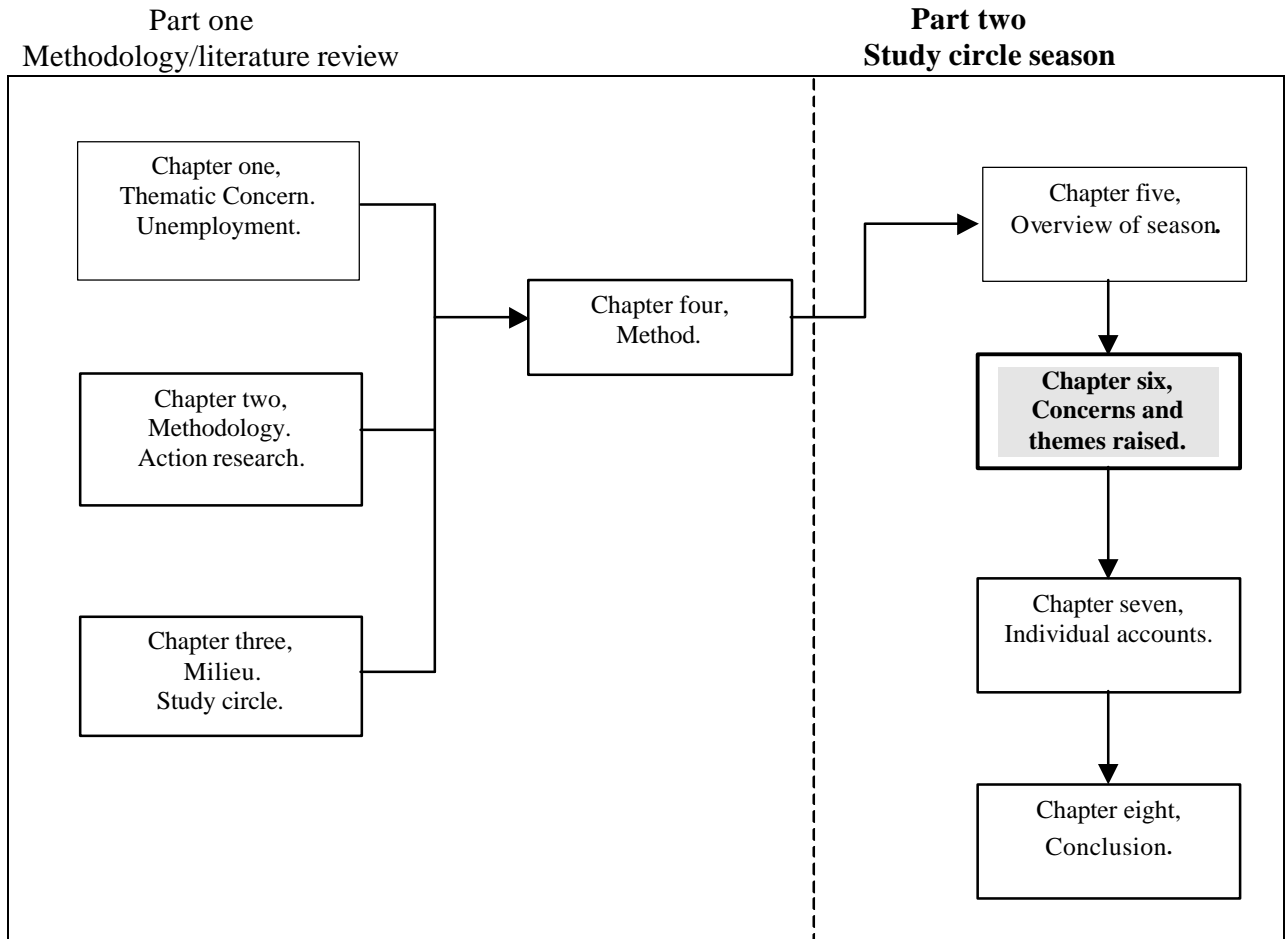 Part one
Methodology/literature review
Part two
Study circle season
Chapter one,
Thematic Concern.
Unemployment.
Chapter two,
Methodology.
Action research.
Chapter three,
Milieu.
Study circle.
Chapter four,
Method.
Chapter five,
Overview of season.
Chapter six,
Concerns and
themes raised.
Chapter seven,
Individual accounts.
Chapter eight,
Conclusion.